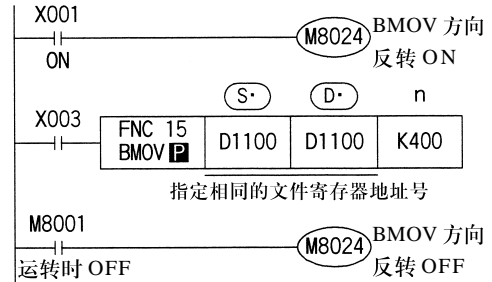 X001
ON
M8024
BMOV 方向
反转 ON
S· D· n
X003
FNC 15
BMOV P
D1100 D1100 K400
指定相同的文件寄存器地址号
M8001
运转时 OFF
M8024
BMOV 方向
反转 OFF